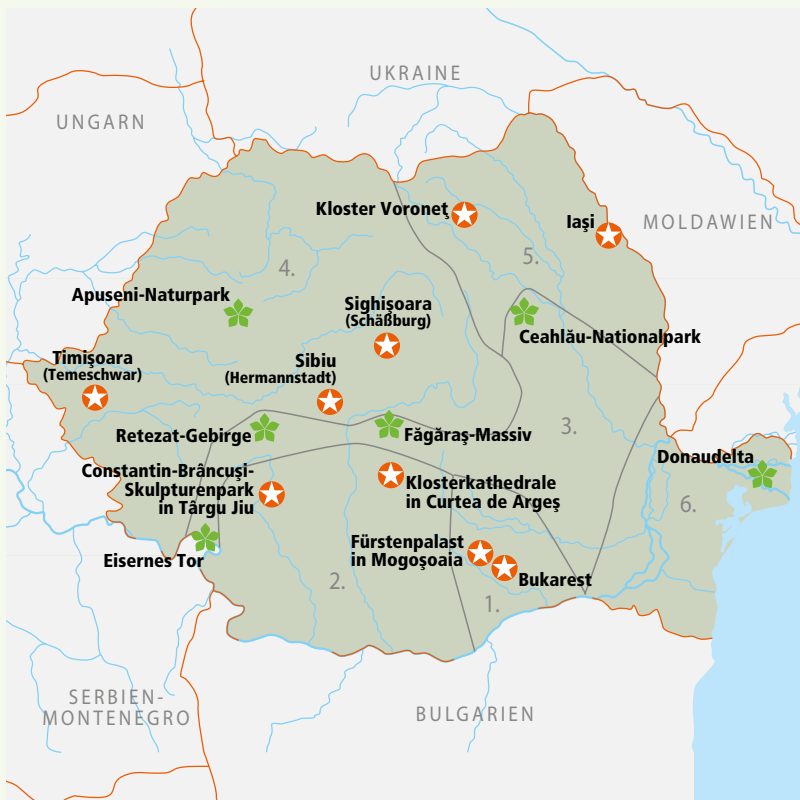 UKRAINE
UNGARN
Kloster Voroneţ
Iaşi
MOLDAWIEN
5.
4.
Apuseni-Naturpark
Sighişoara
(Schäßburg)
Ceahlău-Nationalpark
Timişoara
(Temeschwar)
Sibiu
(Hermannstadt)
3.
Retezat-Gebirge
Făgăraş-Massiv
Donaudelta
Constantin-Brâncuşi-
Skulpturenpark
in Târgu Jiu
Klosterkathedrale
in Curtea de Argeş
6.
Eisernes Tor
Fürstenpalast
in Mogoşoaia
Bukarest
2.
1.
SERBIEN-
MONTENEGRO
BULGARIEN